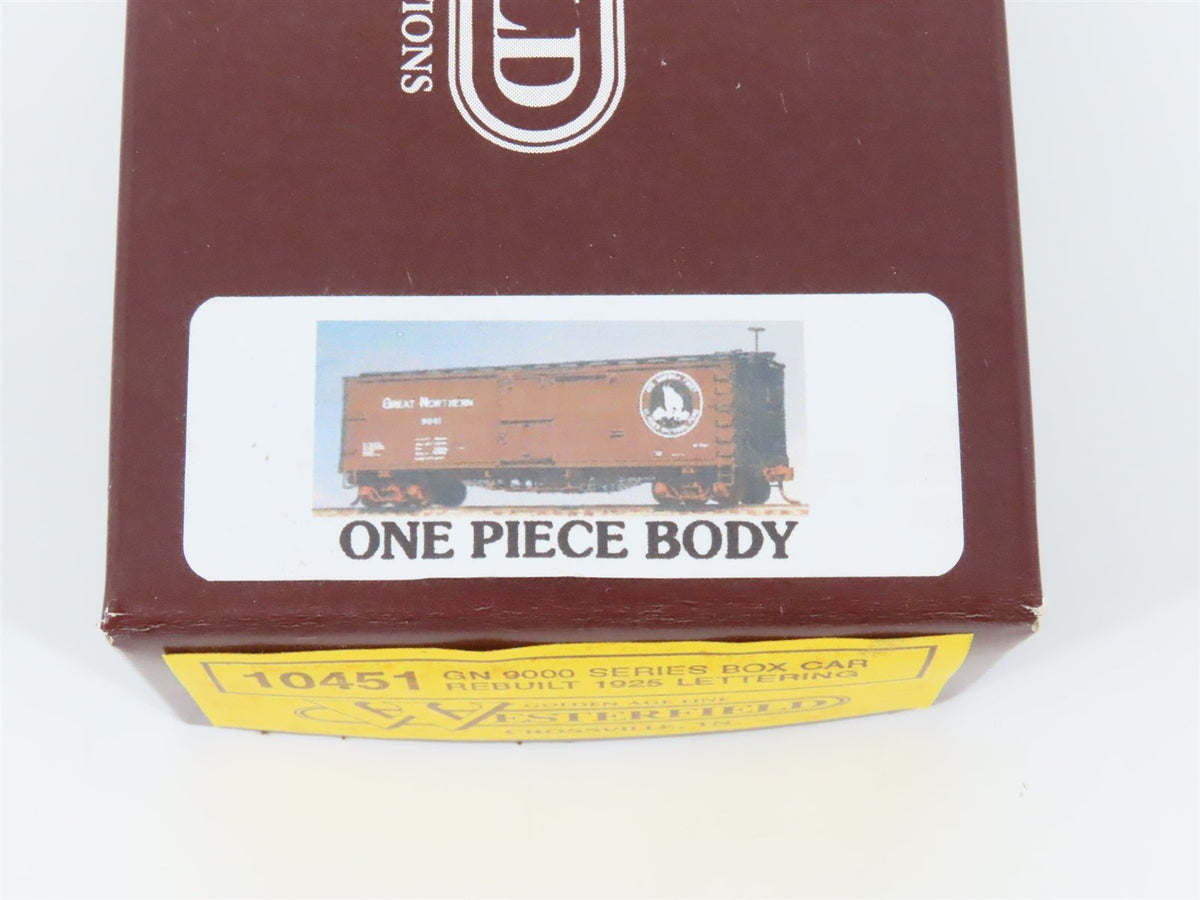 LD
IONS
GREAT NORTHERN
ONE PIECE BODY
10451 GN 9000 SERIES BOX CAR
REBUILT 1925 LETTERING
GOLDEN AGE LINE
WESTERFIELD
CROSSVILLE, TN